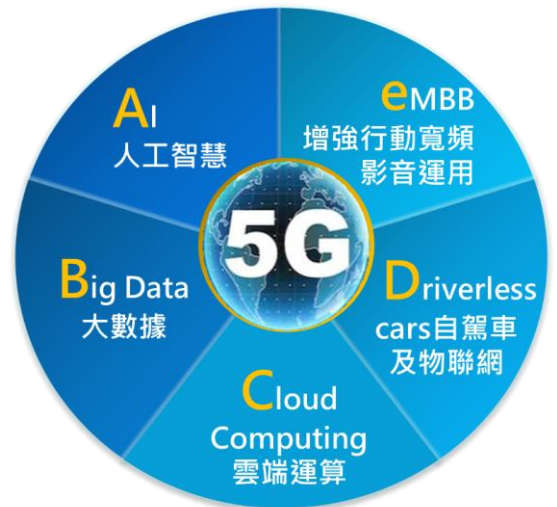 AI
人工智慧
eMBB
增強行動寬頻
影音運用
5G
Big Data
大數據
Driverless
cars自駕車
及物聯網
Cloud
Computing
雲端運算